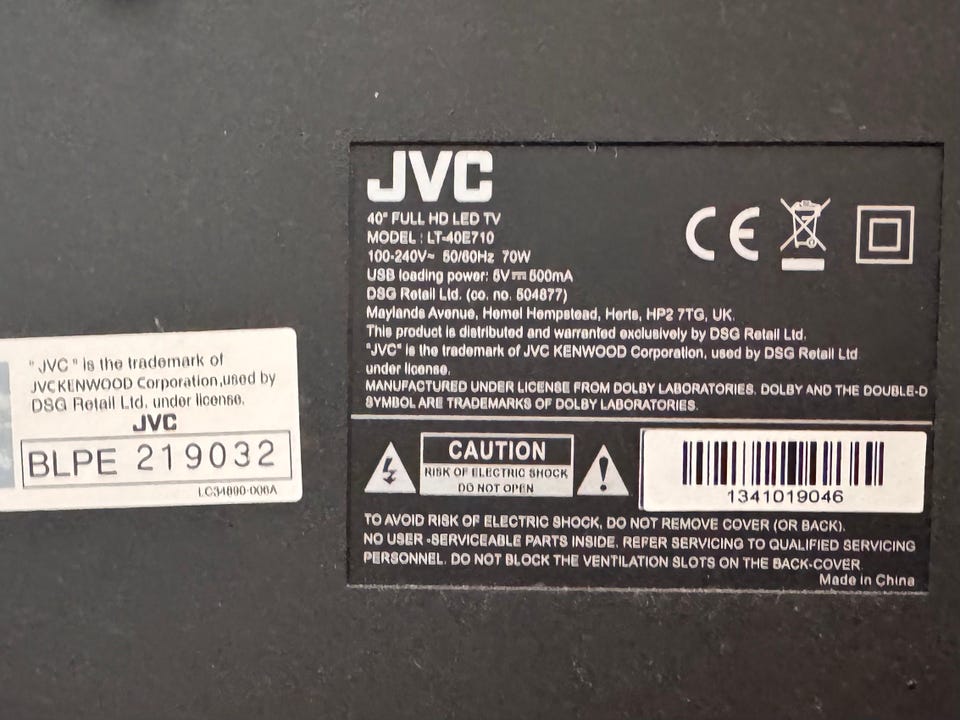 JVC
40" FULL HD LED TV
MODEL : LT-40E710
100-240V~ 50/60Hz 70W
USB loading power: 5V⎓500mA
DSG Retail Ltd. (co. no. 504877)
Maylands Avenue, Hemel Hempstead, Herts, HP2 7TG, UK.
This product is distributed and warranted exclusively by DSG Retail Ltd.
"JVC" is the trademark of JVC KENWOOD Corporation, used by DSG Retail Ltd
under license.
MANUFACTURED UNDER LICENSE FROM DOLBY LABORATORIES. DOLBY AND THE DOUBLE-D
SYMBOL ARE TRADEMARKS OF DOLBY LABORATORIES.
CE
CAUTION
RISK OF ELECTRIC SHOCK
DO NOT OPEN
1341019046
TO AVOID RISK OF ELECTRIC SHOCK, DO NOT REMOVE COVER (OR BACK).
NO USER -SERVICEABLE PARTS INSIDE. REFER SERVICING TO QUALIFIED SERVICING
PERSONNEL. DO NOT BLOCK THE VENTILATION SLOTS ON THE BACK-COVER.
Made in China
"JVC" is the trademark of
JVCKENWOOD Corporation,used by
DSG Retail Ltd. under license.
JVC
BLPE 219032
LC34890-006A